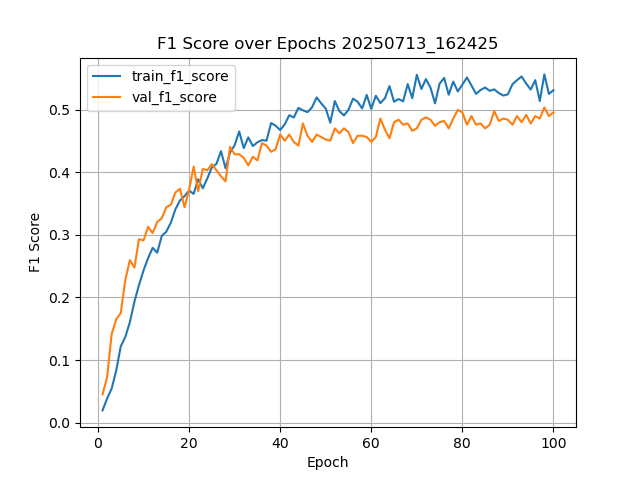 F1 Score over Epochs 20250713_162425
train_f1_score
val_f1_score
F1 Score
0.5
0.4
0.3
0.2
0.1
0.0
0 20 40 60 80 100
Epoch